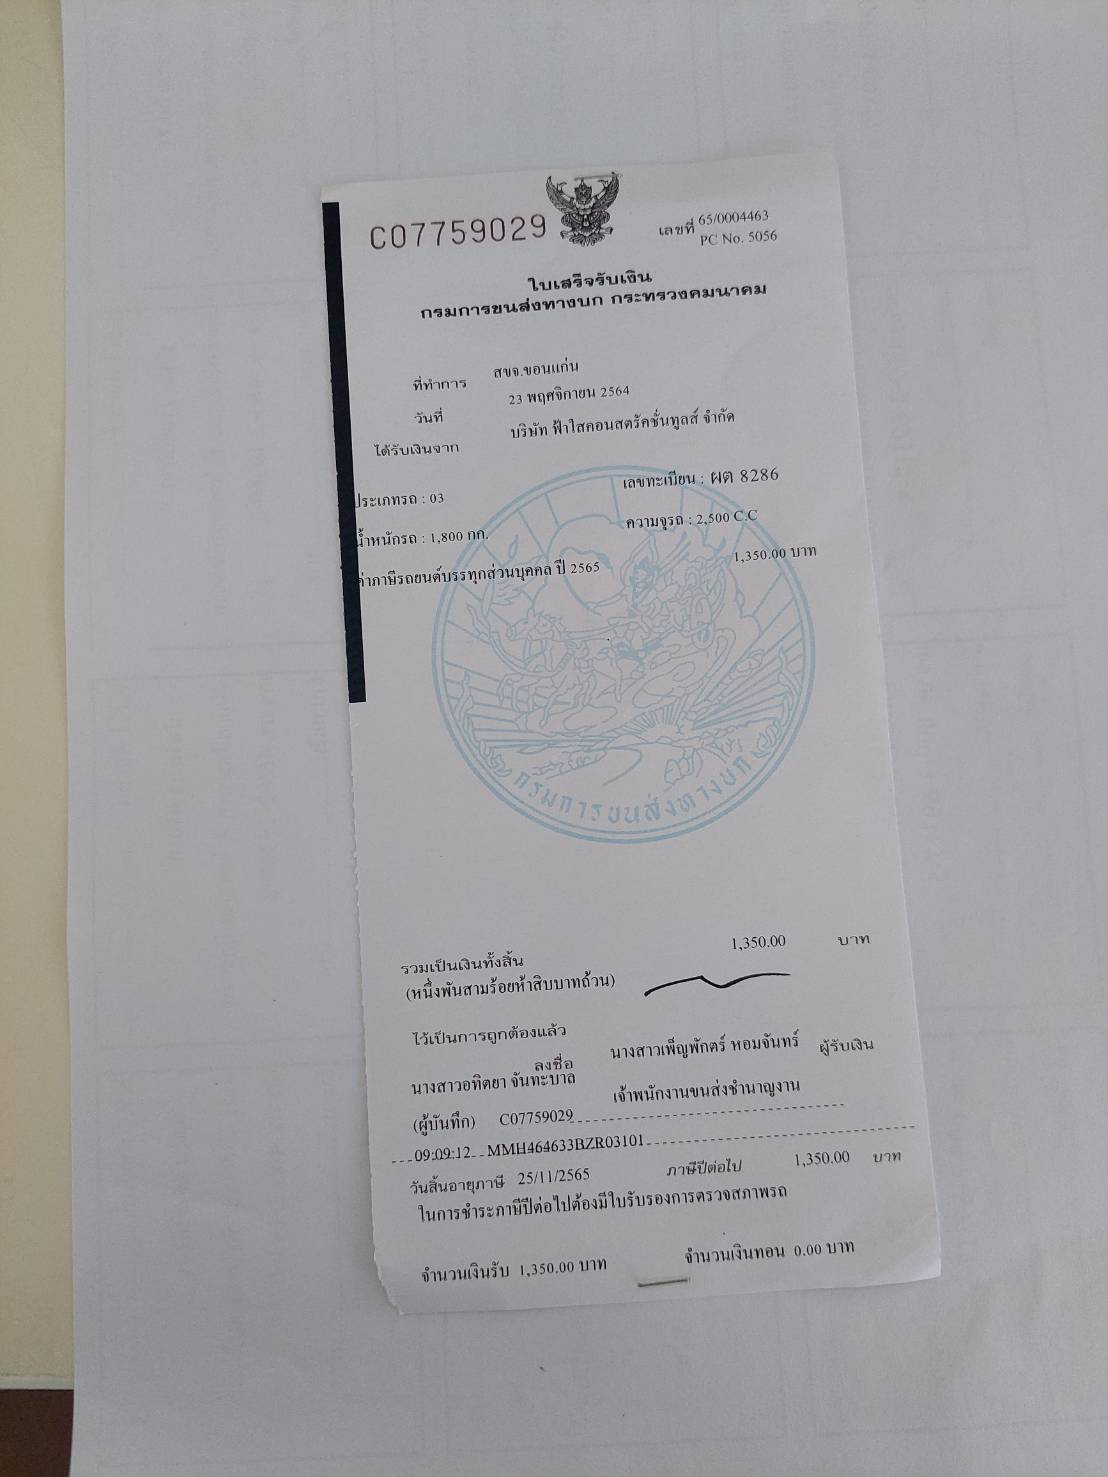 C07759029
เลขที่ 65/0004463
PC No. 5056
ใบเสร็จรับเงิน
กรมการขนส่งทางบก กระทรวงคมนาคม
ที่ทำการ สขจ.ขอนแก่น
วันที่ 23 พฤศจิกายน 2564
ได้รับเงินจาก บริษัท ฟ้าใสคอนสตรัคชั่นทูลส์ จำกัด
ประเภทรถ : 03 เลขทะเบียน : ผต 8286
น้ำหนักรถ : 1,800 กก. ความจุรถ : 2,500 C.C
ค่าภาษีรถยนต์บรรทุกส่วนบุคคล ปี 2565 1,350.00 บาท
กรมการขนส่งทางบก
รวมเป็นเงินทั้งสิ้น 1,350.00 บาท
(หนึ่งพันสามร้อยห้าสิบบาทถ้วน)
ไว้เป็นการถูกต้องแล้ว
ลงชื่อ นางสาวเพ็ญพักตร์ หอมจันทร์ ผู้รับเงิน
นางสาวอทิตยา จันทะบาล เจ้าพนักงานขนส่งชำนาญงาน
(ผู้บันทึก) C07759029
09:09:12 MMH464633BZR03101
วันสิ้นอายุภาษี 25/11/2565 ภาษีปีต่อไป 1,350.00 บาท
ในการชำระภาษีปีต่อไปต้องมีใบรับรองการตรวจสภาพรถ
จำนวนเงินรับ 1,350.00 บาท จำนวนเงินทอน 0.00 บาท